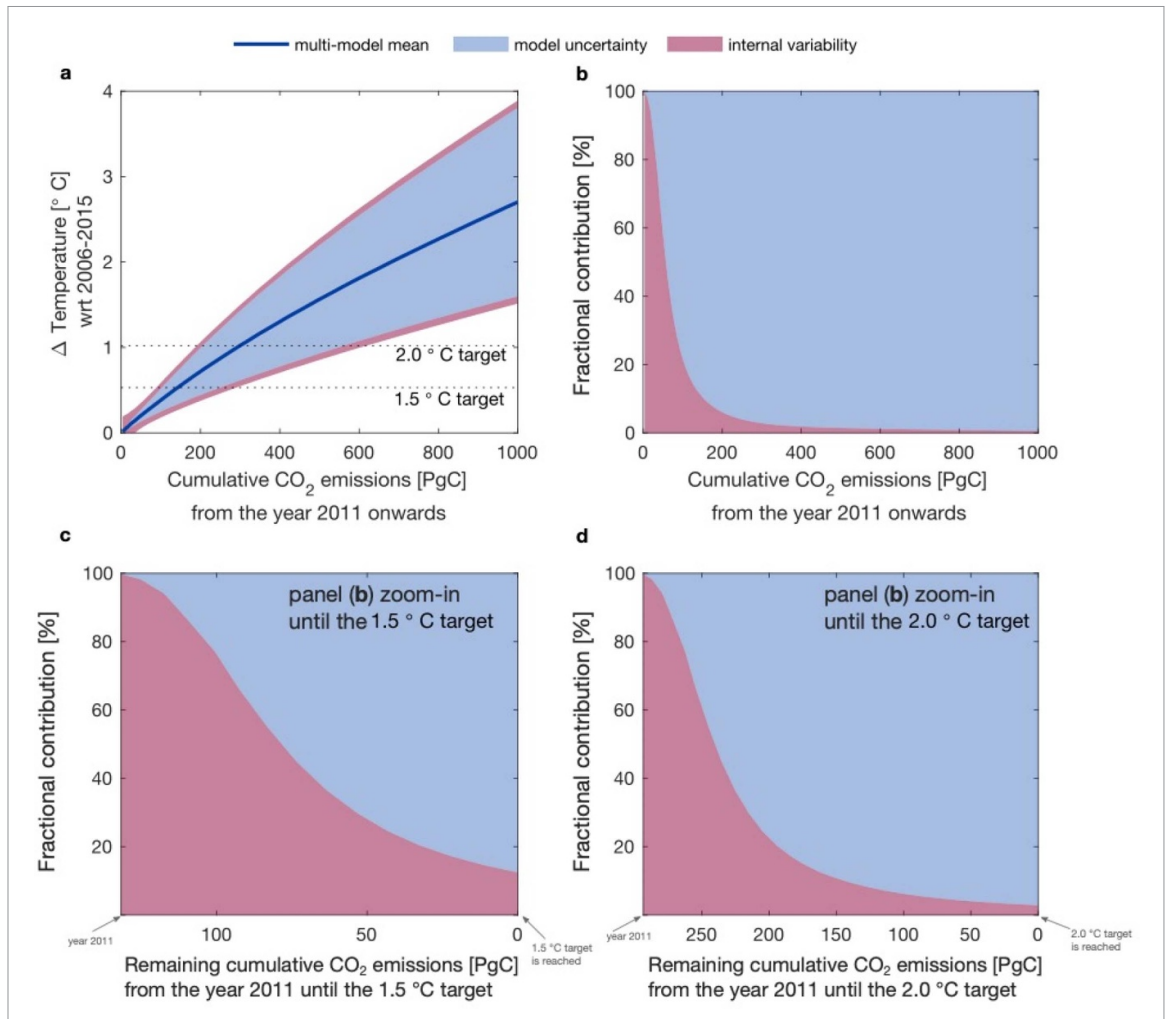 multi-model mean model uncertainty internal variability
a
4
3
2
1
0
Δ Temperature [° C]
wrt 2006-2015
2.0 ° C target
1.5 ° C target
0 200 400 600 800 1000
Cumulative CO₂ emissions [PgC]
from the year 2011 onwards
b
100
80
60
40
20
0
Fractional contribution [%]
0 200 400 600 800 1000
Cumulative CO₂ emissions [PgC]
from the year 2011 onwards
c
100
80
60
40
20
Fractional contribution [%]
panel (b) zoom-in
until the 1.5 ° C target
year 2011
100 50 0
1.5 °C target
is reached
Remaining cumulative CO₂ emissions [PgC]
from the year 2011 until the 1.5 °C target
d
100
80
60
40
20
Fractional contribution [%]
panel (b) zoom-in
until the 2.0 ° C target
year 2011
250 200 150 100 50 0
2.0 °C target
is reached
Remaining cumulative CO₂ emissions [PgC]
from the year 2011 until the 2.0 °C target